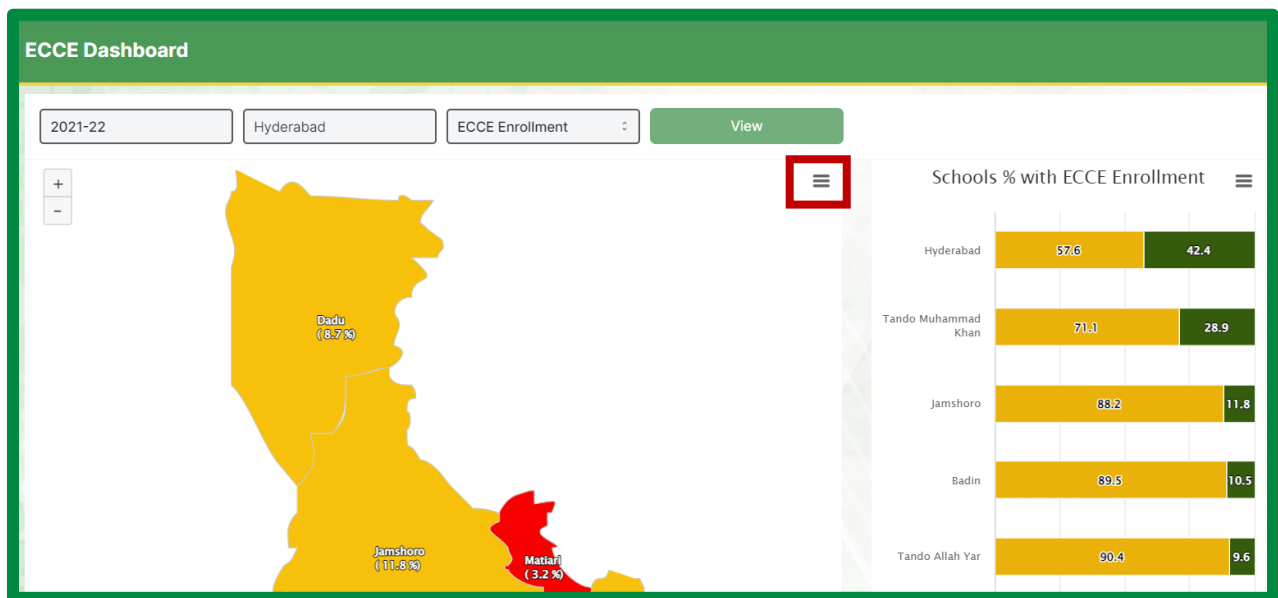 ECCE Dashboard
2021-22
Hyderabad
ECCE Enrollment
View
+
-
Dadu
( 8.7 %)
Jamshoro
( 11.8 %)
Matiari
( 3.2 %)
Schools % with ECCE Enrollment
Hyderabad
57.6
42.4
Tando Muhammad
Khan
71.1
28.9
Jamshoro
88.2
11.8
Badin
89.5
10.5
Tando Allah Yar
90.4
9.6